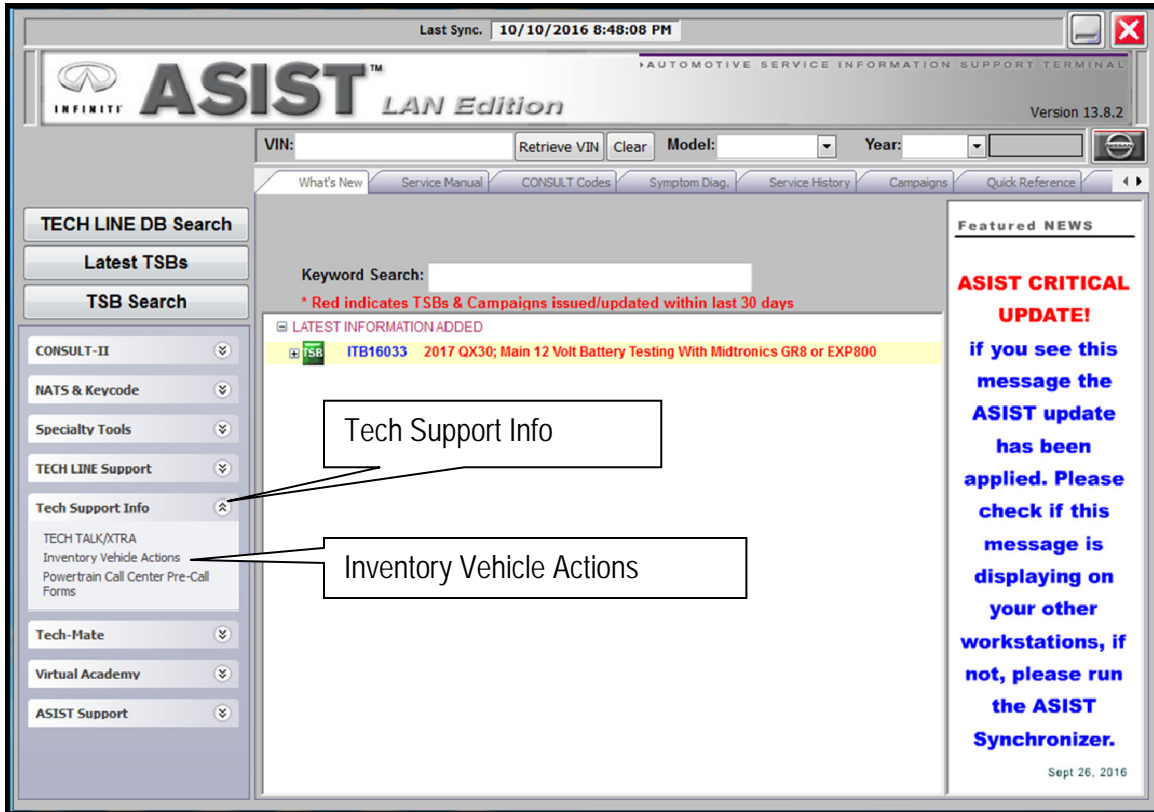 Last Sync. 10/10/2016 8:48:08 PM
INFINITI ASIST™ LAN Edition
AUTOMOTIVE SERVICE INFORMATION SUPPORT TERMINAL
Version 13.8.2
VIN: Retrieve VIN Clear Model: Year:
What's New Service Manual CONSULT Codes Symptom Diag. Service History Campaigns Quick Reference
TECH LINE DB Search
Latest TSBs
TSB Search
CONSULT-II
NATS & Keycode
Specialty Tools
TECH LINE Support
Tech Support Info
TECH TALK/XTRA
Inventory Vehicle Actions
Powertrain Call Center Pre-Call
Forms
Tech-Mate
Virtual Academy
ASIST Support
Keyword Search:
* Red indicates TSBs & Campaigns issued/updated within last 30 days
LATEST INFORMATION ADDED
TSB ITB16033 2017 QX30; Main 12 Volt Battery Testing With Midtronics GR8 or EXP800
Tech Support Info
Inventory Vehicle Actions
Featured NEWS
ASIST CRITICAL
UPDATE!
if you see this
message the
ASIST update
has been
applied. Please
check if this
message is
displaying on
your other
workstations, if
not, please run
the ASIST
Synchronizer.
Sept 26, 2016